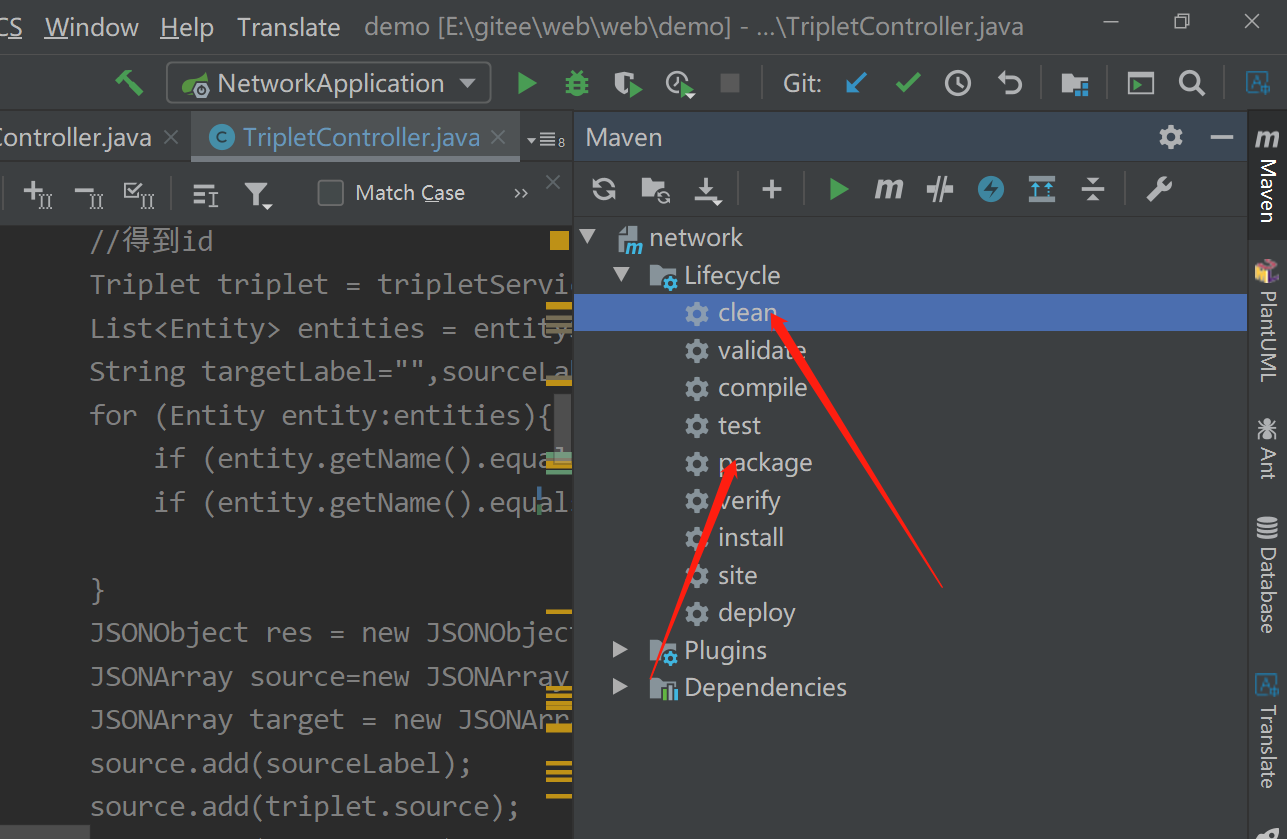 CS Window Help Translate demo [E:\gitee\web\web\demo] - ...\TripletController.java
NetworkApplication Git:
Controller.java TripletController.java 8 Maven
Match Case
//得到id
Triplet triplet = tripletServi
List<Entity> entities = entity
String targetLabel="",sourceLab
for (Entity entity:entities){
if (entity.getName().equal
if (entity.getName().equal
}
JSONObject res = new JSONObject
JSONArray source=new JSONArray
JSONArray target = new JSONArr
source.add(sourceLabel);
source.add(triplet.source);
network
Lifecycle
clean
validate
compile
test
package
verify
install
site
deploy
Plugins
Dependencies
m Maven
PlantUML
Ant
Database
Translate